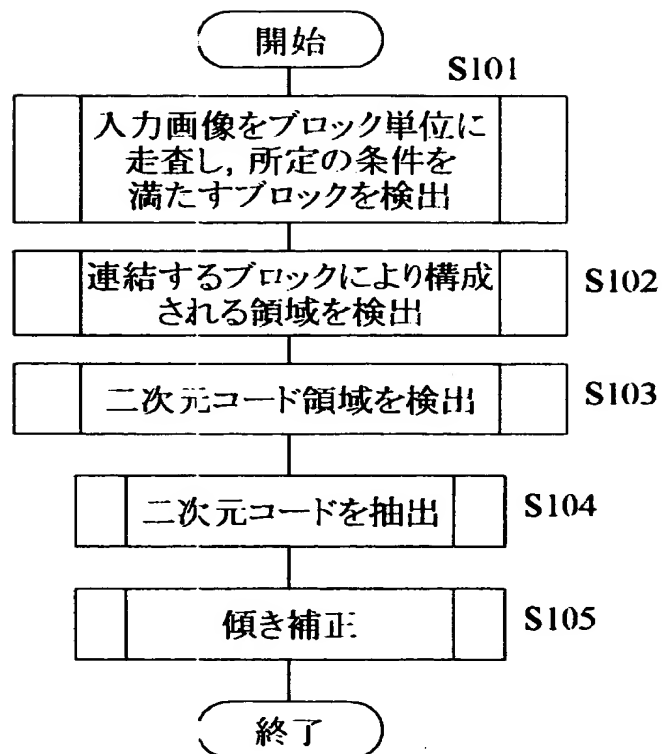 開始
S101
入力画像をブロック単位に
走査し,所定の条件を
満たすブロックを検出
連結するブロックにより構成
される領域を検出
S102
二次元コード領域を検出
S103
二次元コードを抽出
S104
傾き補正
S105
終了